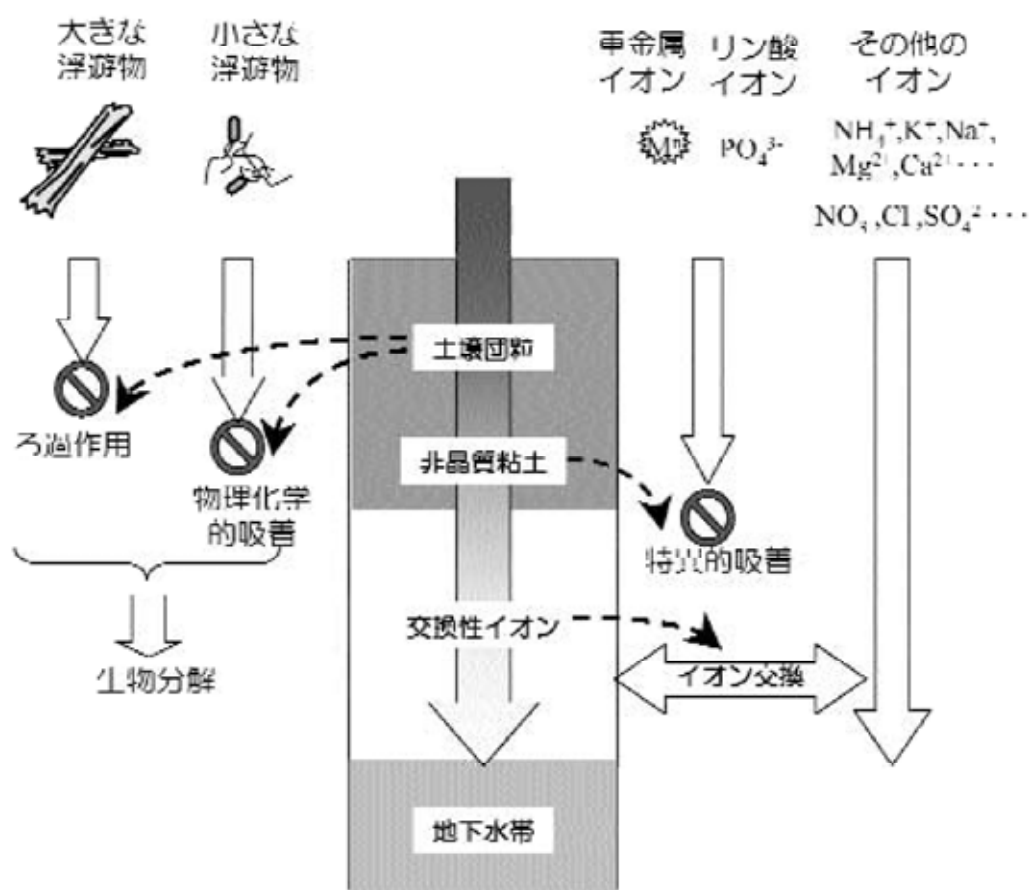 大きな
浮遊物
小さな
浮遊物
重金属
イオン
リン酸
イオン
その他の
イオン
Mⁿ
PO₄³⁻
NH₄⁺,K⁺,Na⁺,
Mg²⁺,Ca²⁺・・・
NO₃⁻,Cl⁻,SO₄²⁻・・・
土壌団粒
ろ過作用
非晶質粘土
物理化学
的吸着
特異的吸着
交換性イオン
イオン交換
生物分解
地下水帯